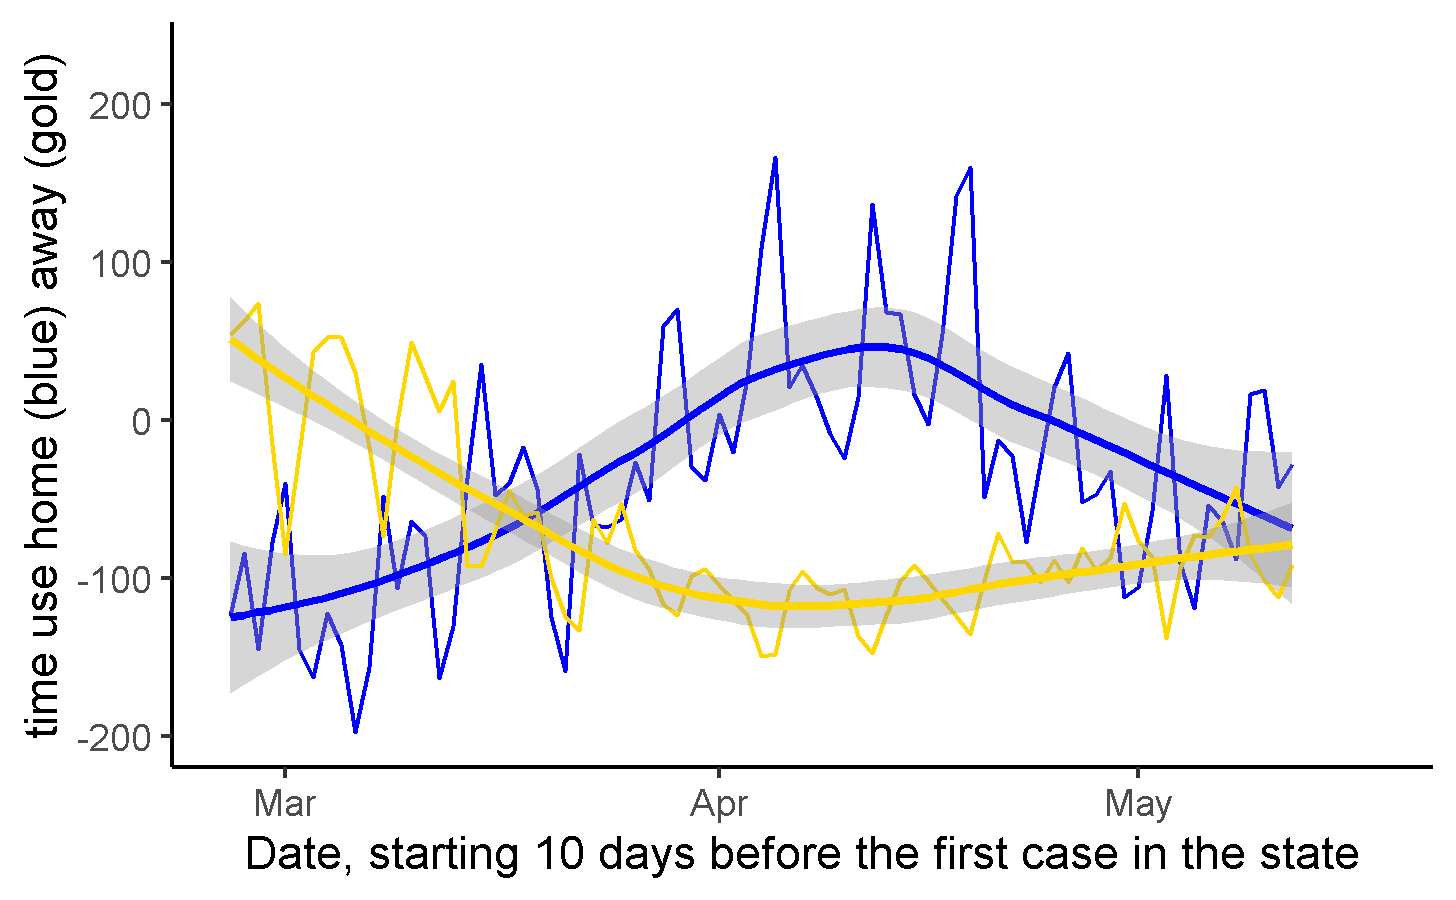 time use home (blue) away (gold)
200
100
0
-100
-200
Mar
Apr
May
Date, starting 10 days before the first case in the state